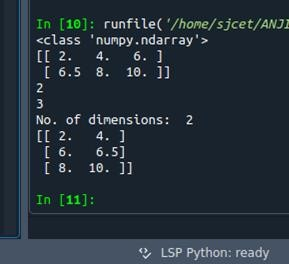 In [10]: runfile('/home/sjcet/ANJI
<class 'numpy.ndarray'>
[[ 2.   4.   6. ]
 [ 6.5  8.  10. ]]
2
3
No. of dimensions:  2
[[ 2.   4. ]
 [ 6.   6.5]
 [ 8.  10. ]]
In [11]:
LSP Python: ready